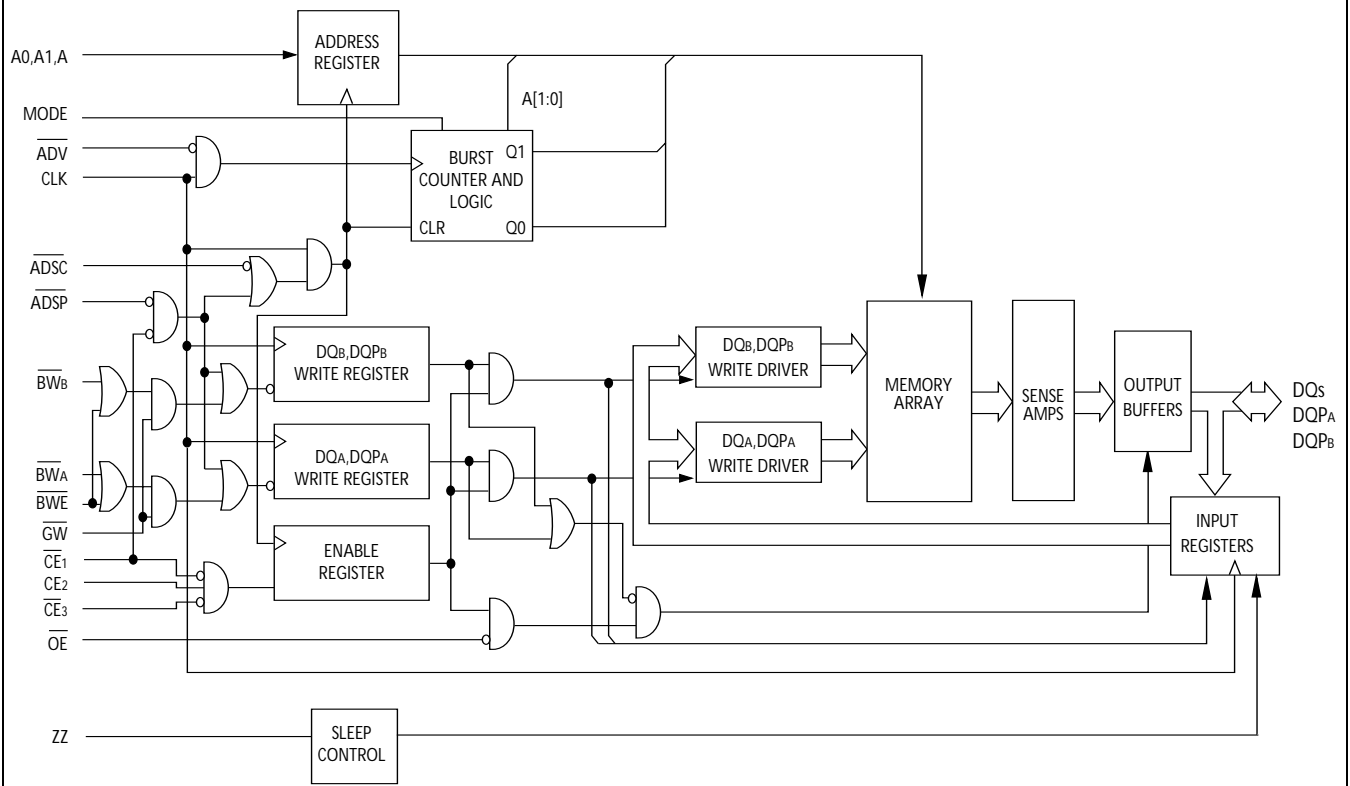 A0,A1,A
ADDRESS
REGISTER
MODE
A[1:0]
ADV
CLK
BURST
COUNTER AND
LOGIC
Q1
CLR
Q0
ADSC
ADSP
DQB,DQPB
WRITE REGISTER
DQB,DQPB
WRITE DRIVER
MEMORY
ARRAY
SENSE
AMPS
OUTPUT
BUFFERS
DQs
DQPA
DQPB
BWB
DQA,DQPA
WRITE REGISTER
DQA,DQPA
WRITE DRIVER
BWA
BWE
GW
CE1
CE2
CE3
ENABLE
REGISTER
INPUT
REGISTERS
OE
ZZ
SLEEP
CONTROL